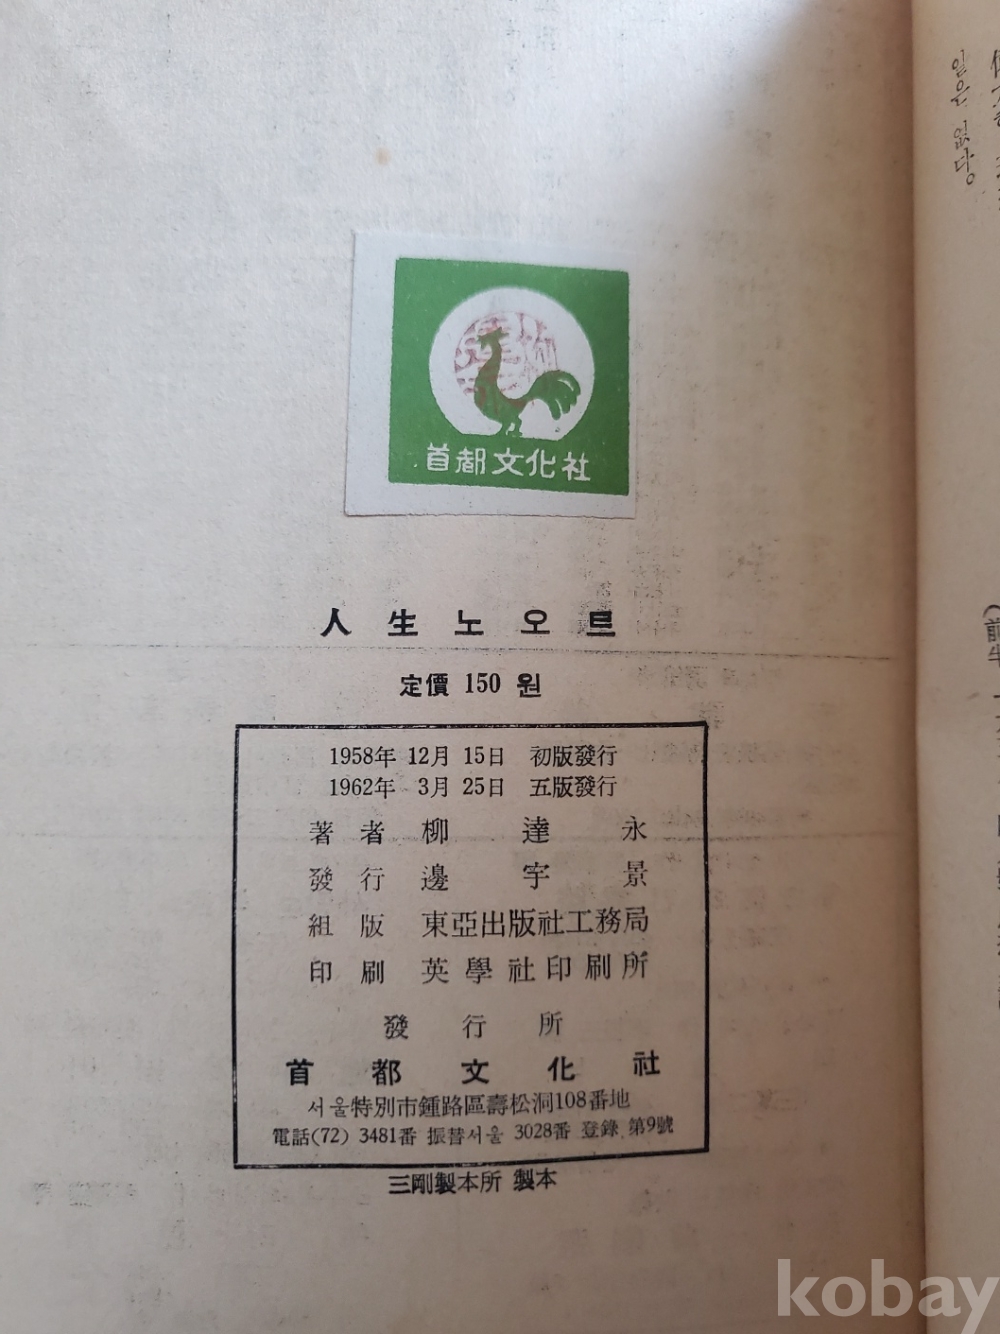 首都文化社
人生노오트
定價 150 원
1958年 12月 15日 初版發行
1962年 3月 25日 五版發行
著者 柳達永
發行 邊宇景
組版 東亞出版社工務局
印刷 英學社印刷所
發行所
首都文化社
서울特別市鍾路區壽松洞108番地
電話(72) 3481番 振替서울 3028番 登錄 第9號
三剛製本所 製本
잎은 없당
(前半
kobay